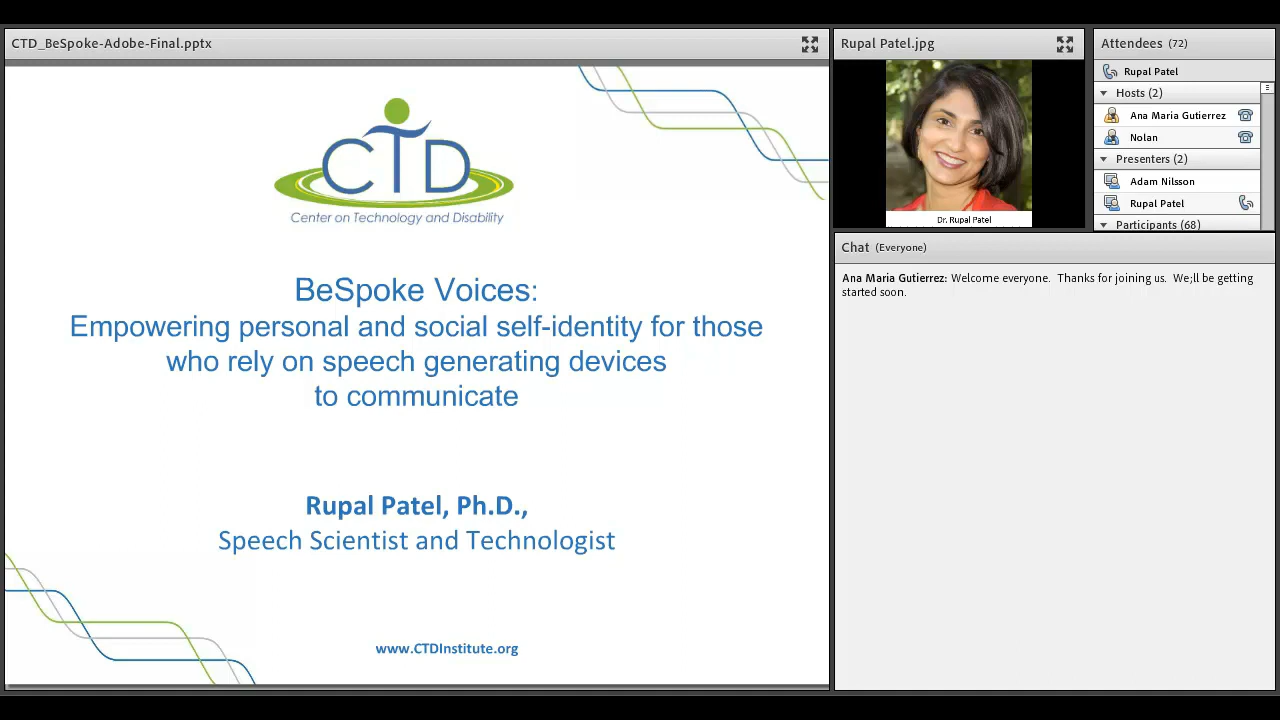 CTD_BeSpoke-Adobe-Final.pptx
CTD
Center on Technology and Disability
BeSpoke Voices:
Empowering personal and social self-identity for those
who rely on speech generating devices
to communicate
Rupal Patel, Ph.D.,
Speech Scientist and Technologist
www.CTDInstitute.org
Rupal Patel.jpg
Dr. Rupal Patel
Attendees (72)
Rupal Patel
Hosts (2)
Ana Maria Gutierrez
Nolan
Presenters (2)
Adam Nilsson
Rupal Patel
Participants (68)
Chat (Everyone)
Ana Maria Gutierrez: Welcome everyone. Thanks for joining us. We;ll be getting
started soon.